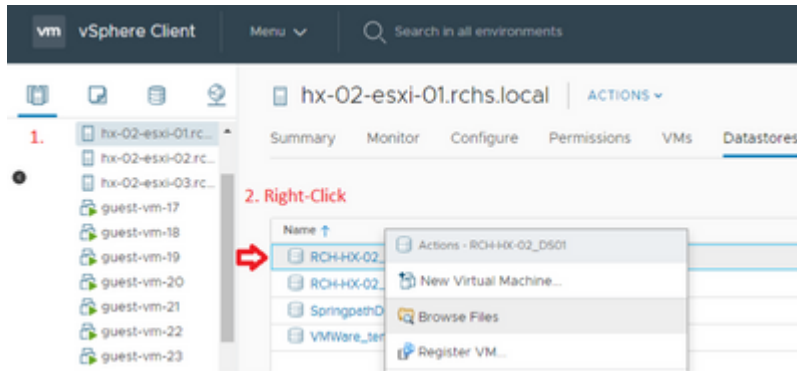 vm vSphere Client Menu Search in all environments
hx-02-esxi-01.rchs.local ACTIONS
1. hx-02-esxi-01.rc...
Summary Monitor Configure Permissions VMs Datastores
hx-02-esxi-02.rc...
hx-02-esxi-03.rc...
2. Right-Click
guest-vm-17
guest-vm-18
guest-vm-19
guest-vm-20
guest-vm-21
guest-vm-22
guest-vm-23
Name ↑
RCH-HX-02_
RCH-HX-02_
SpringpathD
VMWare_ter
Actions - RCH-HX-02_DS01
New Virtual Machine...
Browse Files
Register VM...